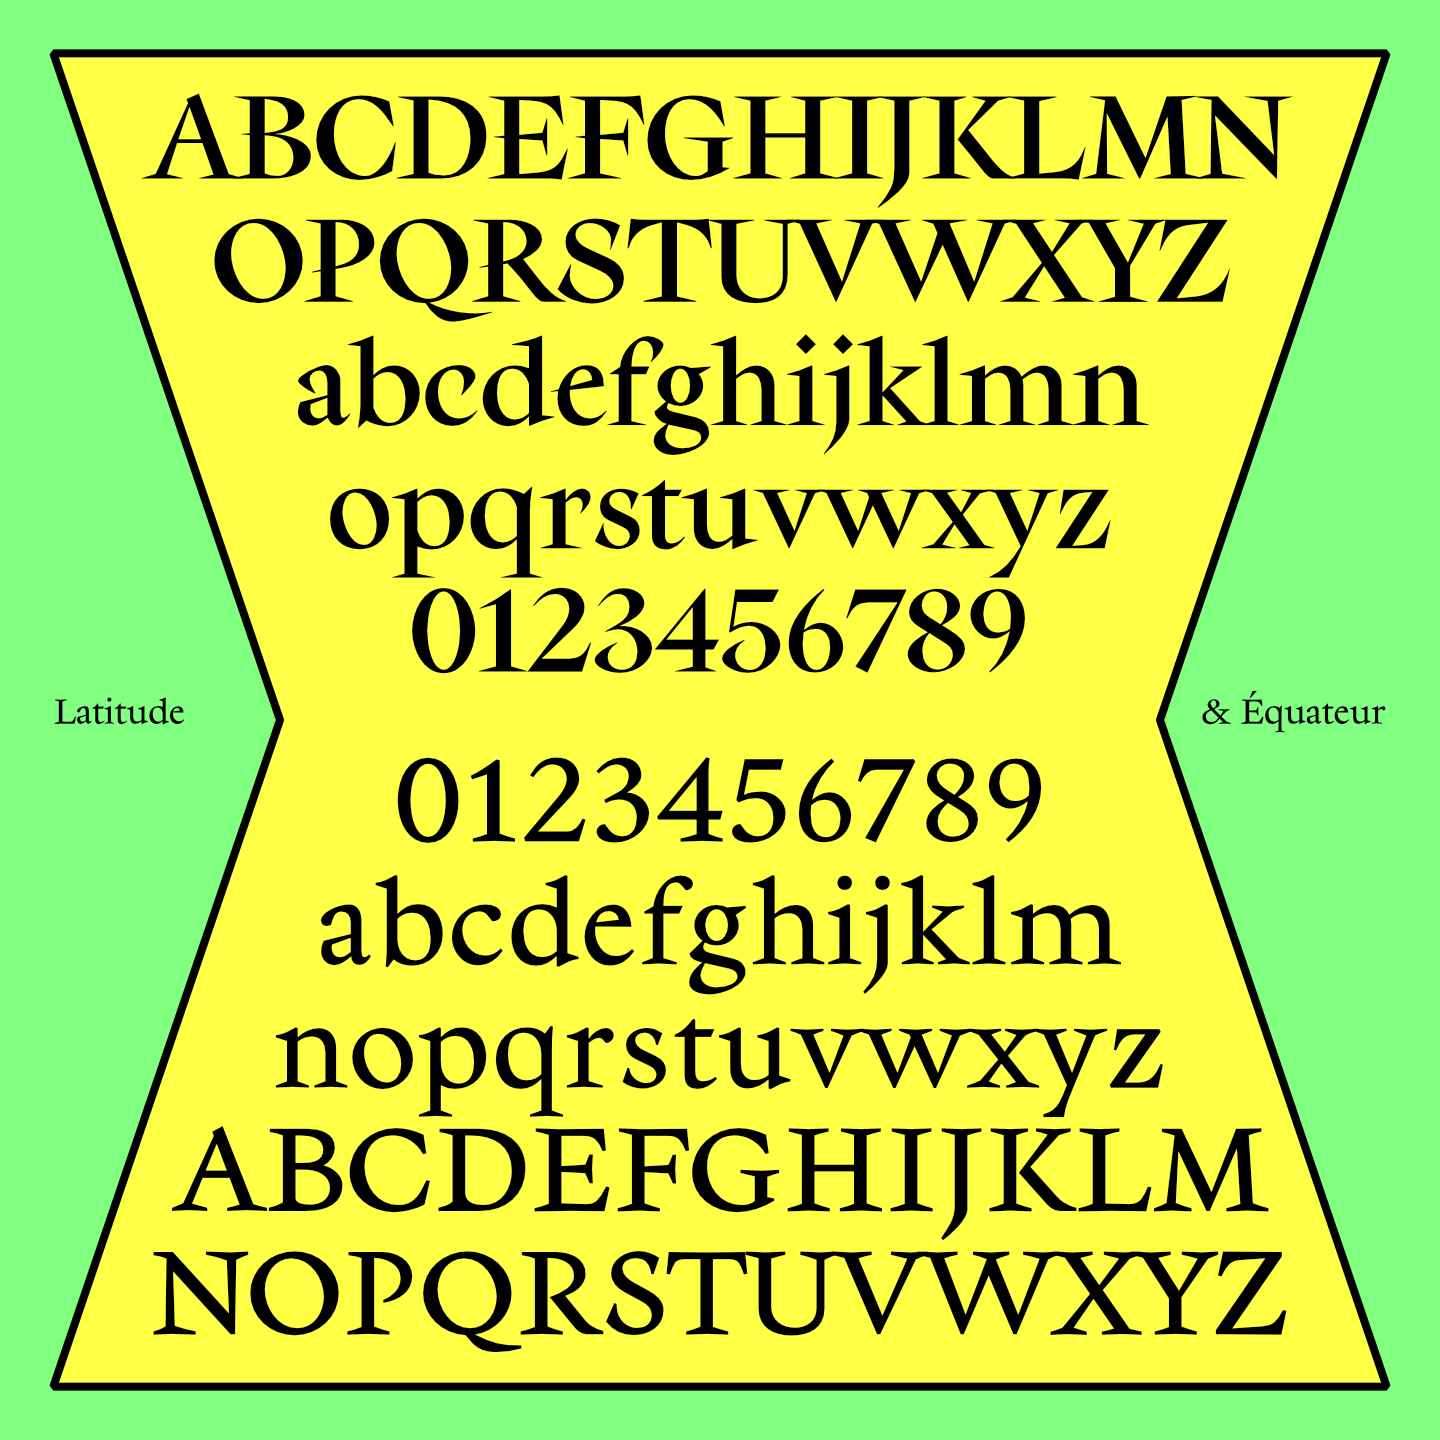 ABCDEFGHIJKLMN
OPQRSTUVWXYZ
abcdefghijklmn
opqrstuvwxyz
0123456789
Latitude
& Équateur
0123456789
abcdefghijklm
nopqrstuvwxyz
ABCDEFGHIJKLM
NOPQRSTUVWXYZ